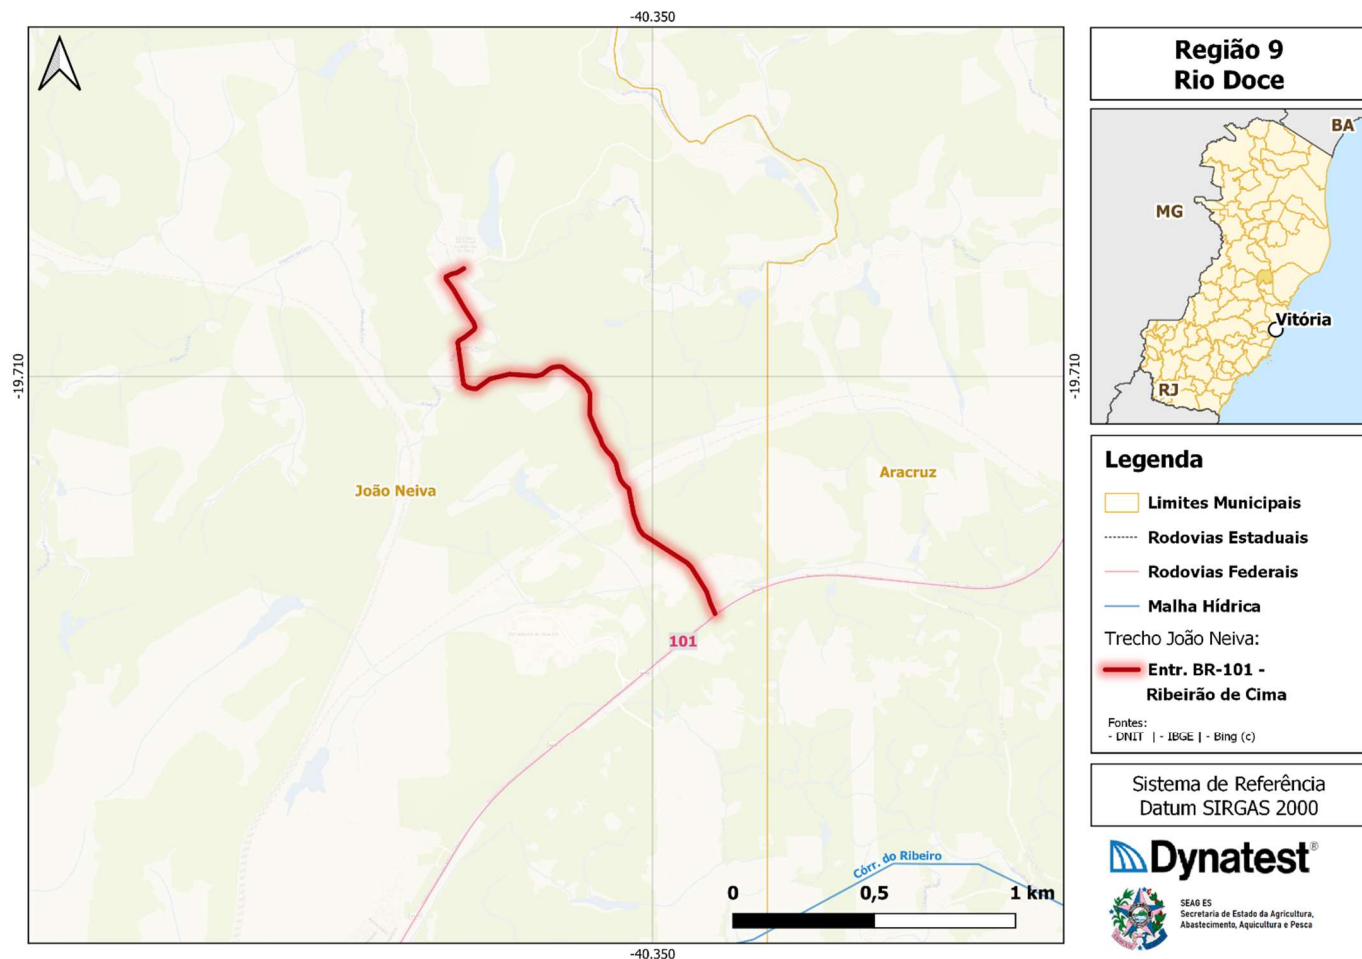 -40.350
Região 9
Rio Doce
BA
MG
Vitória
RJ
-19.710
-19.710
João Neiva
Aracruz
101
Córr. do Ribeiro
0 0,5 1 km
-40.350
Legenda
Limites Municipais
Rodovias Estaduais
Rodovias Federais
Malha Hídrica
Trecho João Neiva:
Entr. BR-101 -
Ribeirão de Cima
Fontes:
- DNIT | - IBGE | - Bing (c)
Sistema de Referência
Datum SIRGAS 2000
Dynatest®
SEAG ES
Secretaria de Estado da Agricultura,
Abastecimento, Aquicultura e Pesca